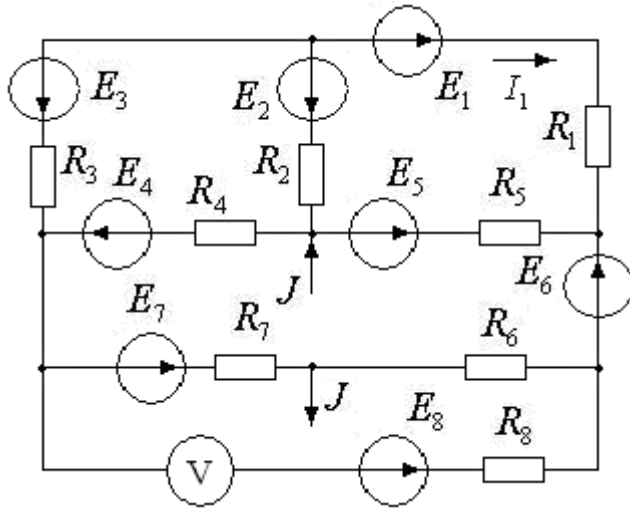 E₃ E₂ E₁ I₁
R₁
R₃ E₄ R₄ R₂ E₅ R₅
E₆
J
E₇ R₇ R₆
J E₈ R₈
V